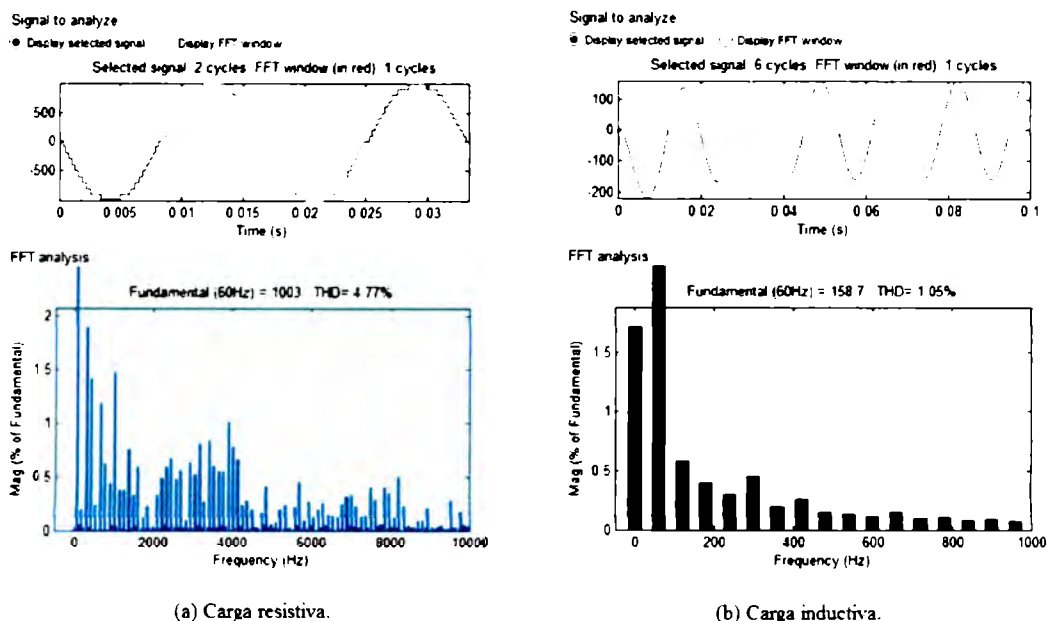 Signal to analyze
Display selected signal Display FFT window
Selected signal 2 cycles FFT window (in red) 1 cycles
500
0
-500
0 0 005 0 01 0 015 0 02 0 025 0 03
Time (s)
FFT analysis
Fundamental (60Hz) = 1003 THD= 4 77%
2
1 5
1
0 5
0
Mag (% of Fundamental)
0 2000 4000 6000 8000 10000
Frequency (Hz)
(a) Carga resistiva.
Signal to analyze
Display selected signal Display FFT window
Selected signal 6 cycles FFT window (in red) 1 cycles
100
0
-100
-200
0 0 02 0 04 0 06 0 08 0 1
Time (s)
FFT analysis
Fundamental (60Hz) = 158 7 THD= 1 05%
1 5
1
0 5
0
Mag (% of Fundamental)
0 200 400 600 800 1000
Frequency (Hz)
(b) Carga inductiva.